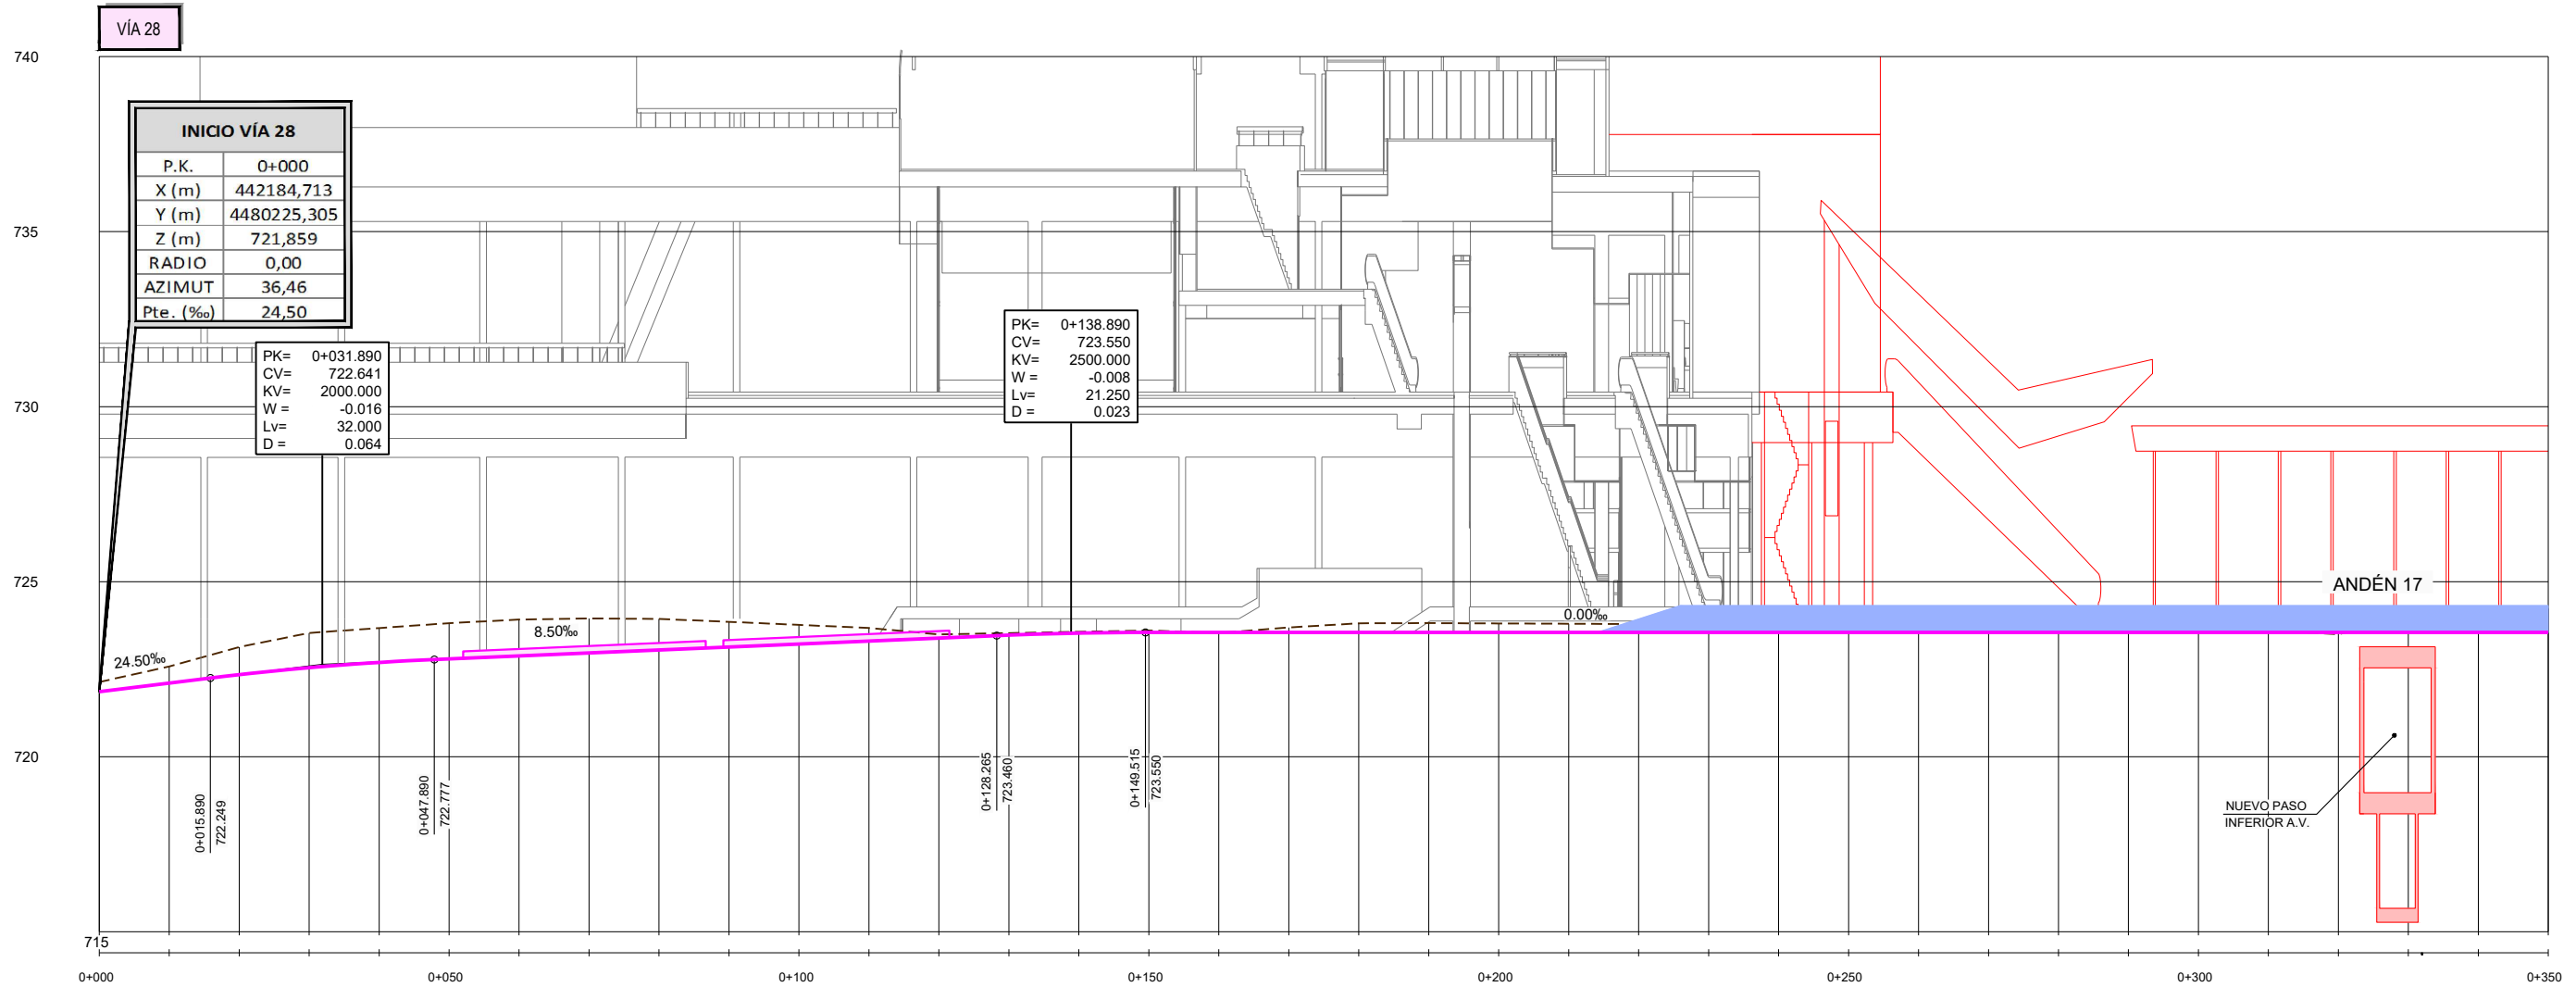 VÍA 28
740
735
730
725
720
715
INICIO VÍA 28
P.K. 0+000
X (m) 442184,713
Y (m) 4480225,305
Z (m) 721,859
RADIO 0,00
AZIMUT 36,46
Pte. (‰) 24,50
PK= 0+031.890
CV= 722.641
KV= 2000.000
W = -0.016
Lv= 32.000
D = 0.064
PK= 0+138.890
CV= 723.550
KV= 2500.000
W = -0.008
Lv= 21.250
D = 0.023
24.50‰
8.50‰
0.00‰
ANDÉN 17
0+015.890
722.249
0+047.890
722.777
0+128.265
723.460
0+149.515
723.550
NUEVO PASO
INFERIOR A.V.
0+000
0+050
0+100
0+150
0+200
0+250
0+300
0+350